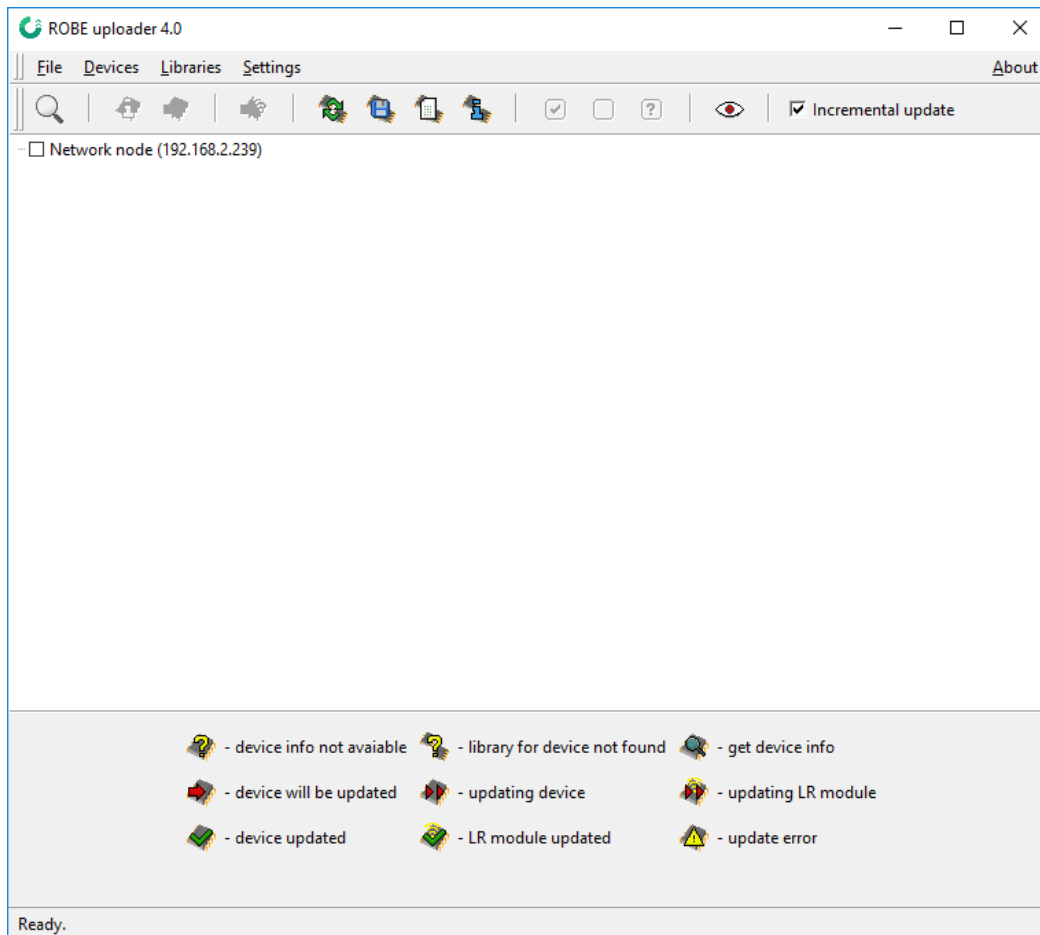 ROBE uploader 4.0
File Devices Libraries Settings About
Incremental update
Network node (192.168.2.239)
- device info not avaiable - library for device not found - get device info
- device will be updated - updating device - updating LR module
- device updated - LR module updated - update error
Ready.